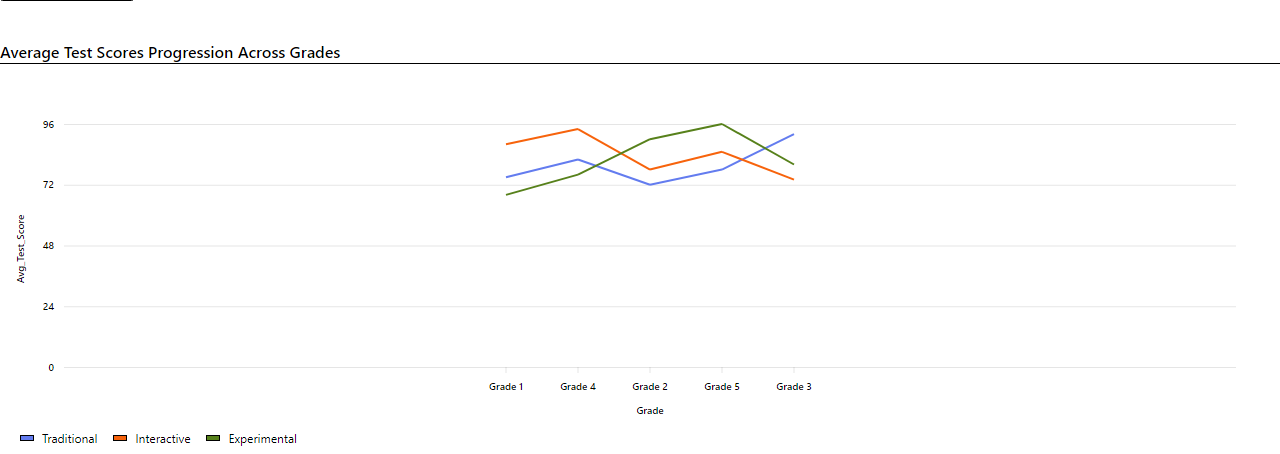 Average Test Scores Progression Across Grades
96
72
48
24
0
Avg_Test_Score
Grade 1 Grade 4 Grade 2 Grade 5 Grade 3
Grade
Traditional Interactive Experimental